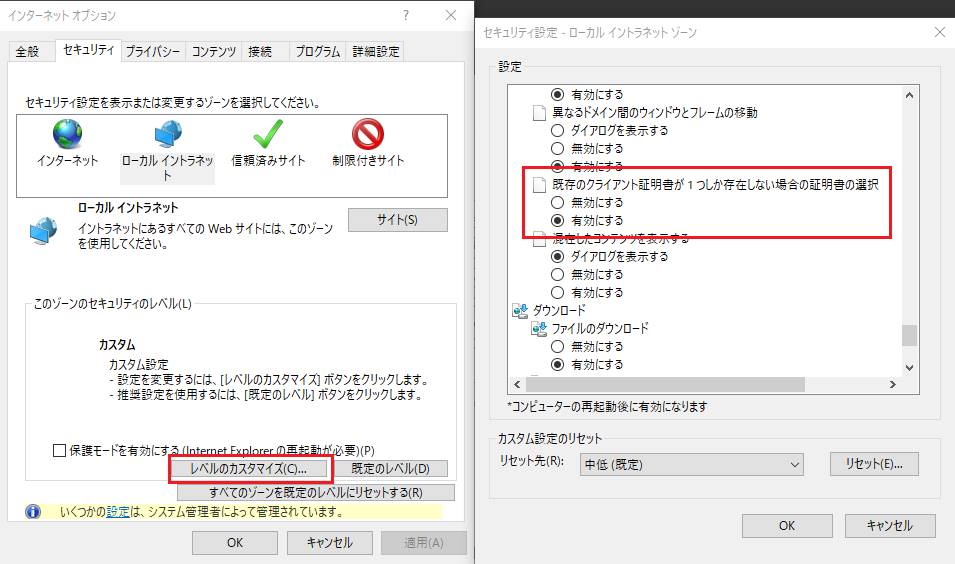 インターネット オプション
全般
セキュリティ
プライバシー
コンテンツ
接続
プログラム
詳細設定
セキュリティ設定を表示または変更するゾーンを選択してください。
インターネット
ローカル イントラネッ
ト
信頼済みサイト
制限付きサイト
ローカル イントラネット
イントラネットにあるすべての Web サイトには、このゾーン
を使用してください。
サイト(S)
このゾーンのセキュリティのレベル(L)
カスタム
カスタム設定
- 設定を変更するには、[レベルのカスタマイズ] ボタンをクリックします。
- 推奨設定を使用するには、[既定のレベル] ボタンをクリックします。
保護モードを有効にする (Internet Explorer の再起動が必要)(P)
レベルのカスタマイズ(C)...
既定のレベル(D)
すべてのゾーンを既定のレベルにリセットする(R)
いくつかの設定は、システム管理者によって管理されています。
OK
キャンセル
適用(A)
セキュリティ設定 - ローカル イントラネット ゾーン
設定
有効にする
異なるドメイン間のウィンドウとフレームの移動
ダイアログを表示する
無効にする
有効にする
既存のクライアント証明書が 1 つしか存在しない場合の証明書の選択
無効にする
有効にする
混在したコンテンツを表示する
ダイアログを表示する
無効にする
有効にする
ダウンロード
ファイルのダウンロード
無効にする
有効にする
*コンピューターの再起動後に有効になります
カスタム設定のリセット
リセット先(R):
中低 (既定)
リセット(E)...
OK
キャンセル